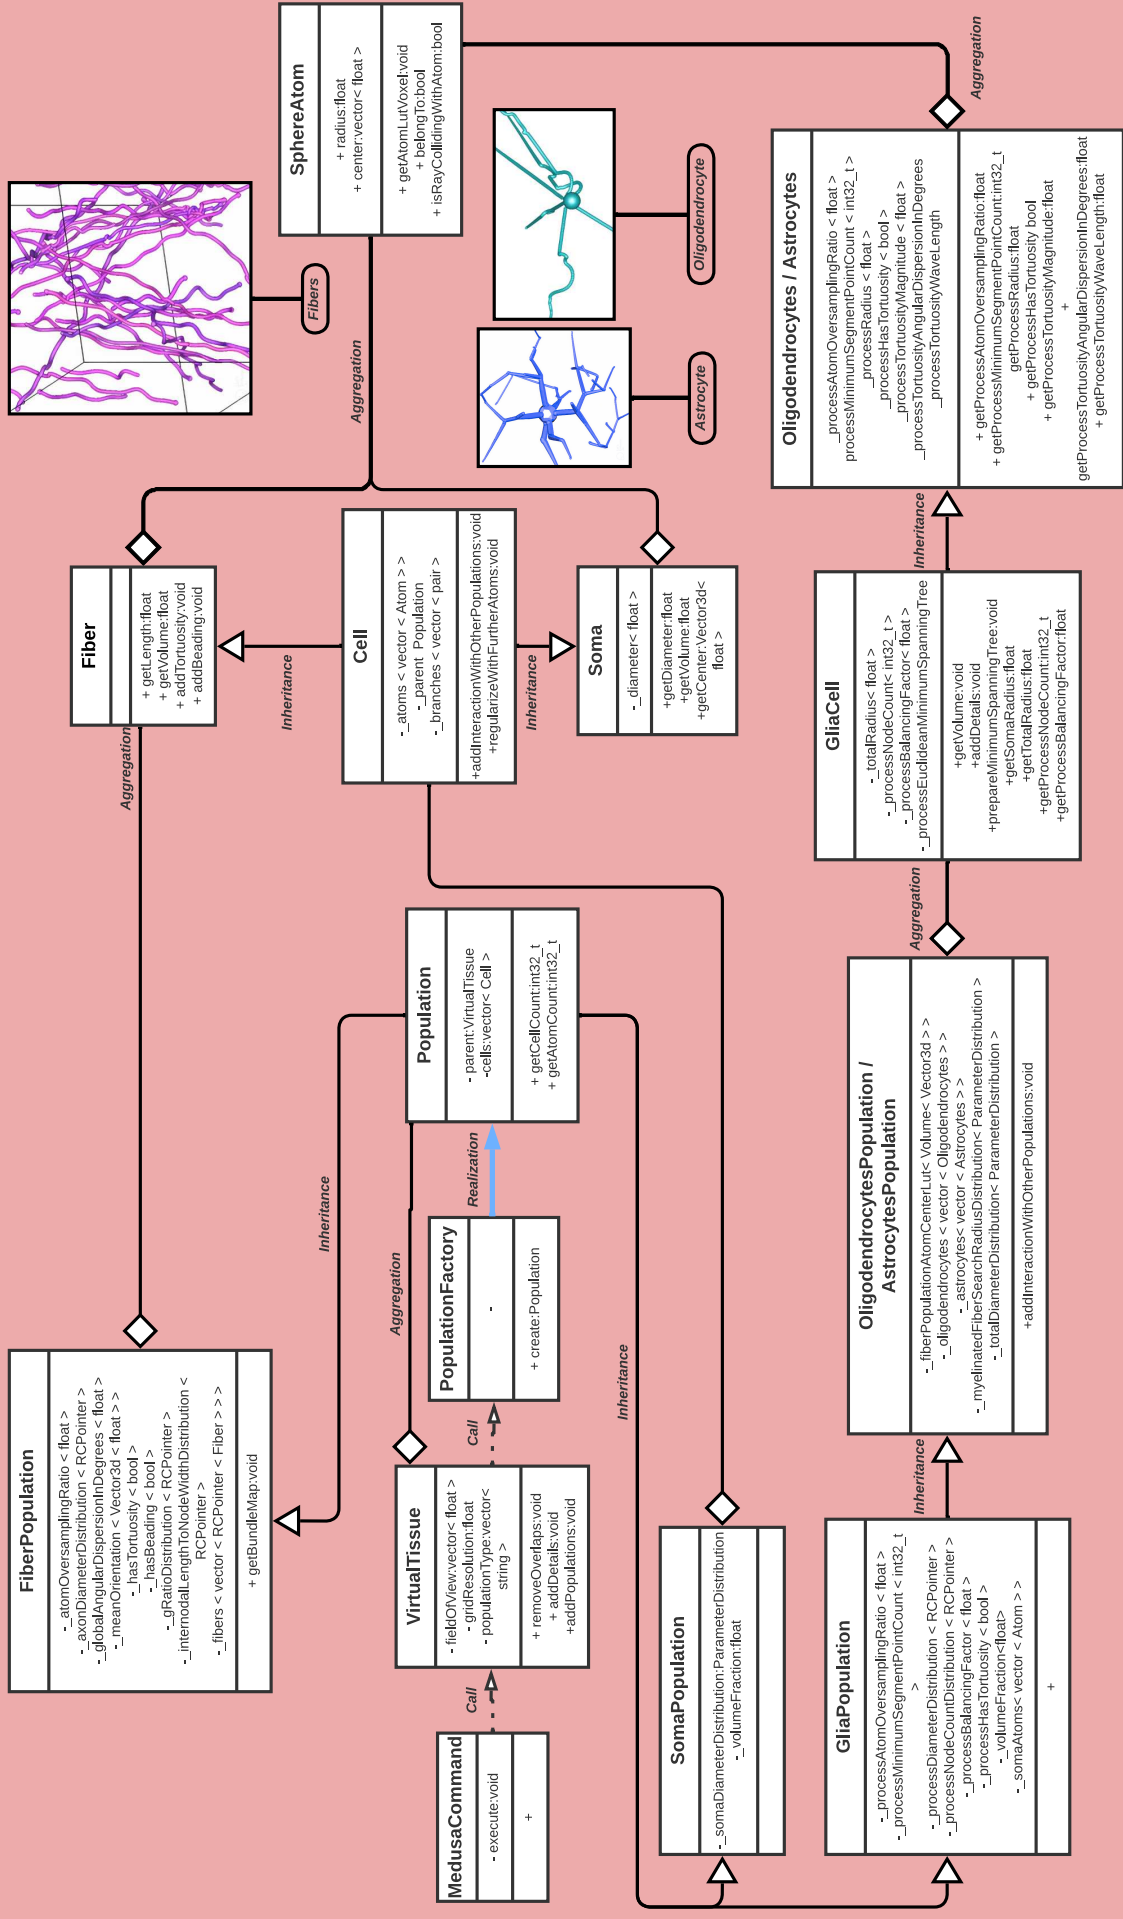 FiberPopulation
-_atomOversamplingRatio < float >
-_axonDiameterDistribution < RCPointer >
-_globalAngularDispersionInDegrees < float >
-_meanOrientation < Vector3d < float > >
-_hasTortuosity < bool >
-_hasBeading < bool >
-_gRatioDistribution < RCPointer >
-_internodalLengthToNodeWidthDistribution <
RCPointer >
-_fibers < vector < RCPointer < Fiber > > >
+ getBundleMap:void
Aggregation
Fiber
+ getLength:float
+ getVolume:float
+ addTortuosity:void
+ addBeading:void
Fibers
Inheritance
Inheritance
Aggregation
SphereAtom
+ radius:float
+ center:vector< float >
+ getAtomLutVoxel:void
+ belongTo:bool
+ isRayCollidingWithAtom:bool
MedusaCommand
- execute:void
+
Call
VirtualTissue
- fieldOfView:vector< float >
- gridResolution:float
- populationType:vector<
string >
+ removeOverlaps:void
+ addDetails:void
+addPopulations:void
Aggregation
Call
PopulationFactory
-
+ create:Population
Realization
Population
- parent:VirtualTissue
-cells:vector< Cell >
+ getCellCount:int32_t
+ getAtomCount:int32_t
Cell
-_atoms < vector < Atom > >
-_parent Population
-_branches < vector < pair >
+addInteractionWithOtherPopulations:void
+regularizeWithFurtherAtoms:void
Inheritance
Soma
-_diameter< float >
+getDiameter:float
+getVolume:float
+getCenter:Vector3d<
float >
Astrocyte
Oligodendrocyte
Inheritance
SomaPopulation
-_somaDiameterDistribution:ParameterDistribution
-_volumeFraction:float
GliaPopulation
-_processAtomOversamplingRatio < float >
-_processMinimumSegmentPointCount < int32_t
>
-_processDiameterDistribution < RCPointer >
-_processNodeCountDistribution < RCPointer >
-_processBalancingFactor < float >
-_processHasTortuosity < bool >
-_volumeFraction<float>
-_somaAtoms< vector < Atom > >
+
Inheritance
OligodendrocytesPopulation /
AstrocytesPopulation
-_fiberPopulationAtomCenterLut< Volume< Vector3d > >
-_oligodendrocytes < vector < Oligodendrocytes > >
-_astrocytes< vector < Astrocytes > >
-_myelinatedFiberSearchRadiusDistribution< ParameterDistribution >
-_totalDiameterDistribution< ParameterDistribution >
+addInteractionWithOtherPopulations:void
Aggregation
GliaCell
-_totalRadius< float >
-_processNodeCount< int32_t >
-_processBalancingFactor< float >
-_processEuclideanMinimumSpanningTree
+getVolume:void
+addDetails:void
+prepareMinimumSpanningTree:void
+getSomaRadius:float
+getTotalRadius:float
+getProcessNodeCount:int32_t
+getProcessBalancingFactor:float
Inheritance
Oligodendrocytes / Astrocytes
_processAtomOversamplingRatio < float >
processMinimumSegmentPointCount < int32_t >
_processRadius < float >
_processHasTortuosity < bool >
_processTortuosityMagnitude < float >
_processTortuosityAngularDispersionInDegrees
_processTortuosityWaveLength
+ getProcessAtomOversamplingRatio:float
+ getProcessMinimumSegmentPointCount:int32_t
getProcessRadius:float
+ getProcessHasTortuosity bool
+ getProcessTortuosityMagnitude:float
+
getProcessTortuosityAngularDispersionInDegrees:float
+ getProcessTortuosityWaveLength:float
Aggregation